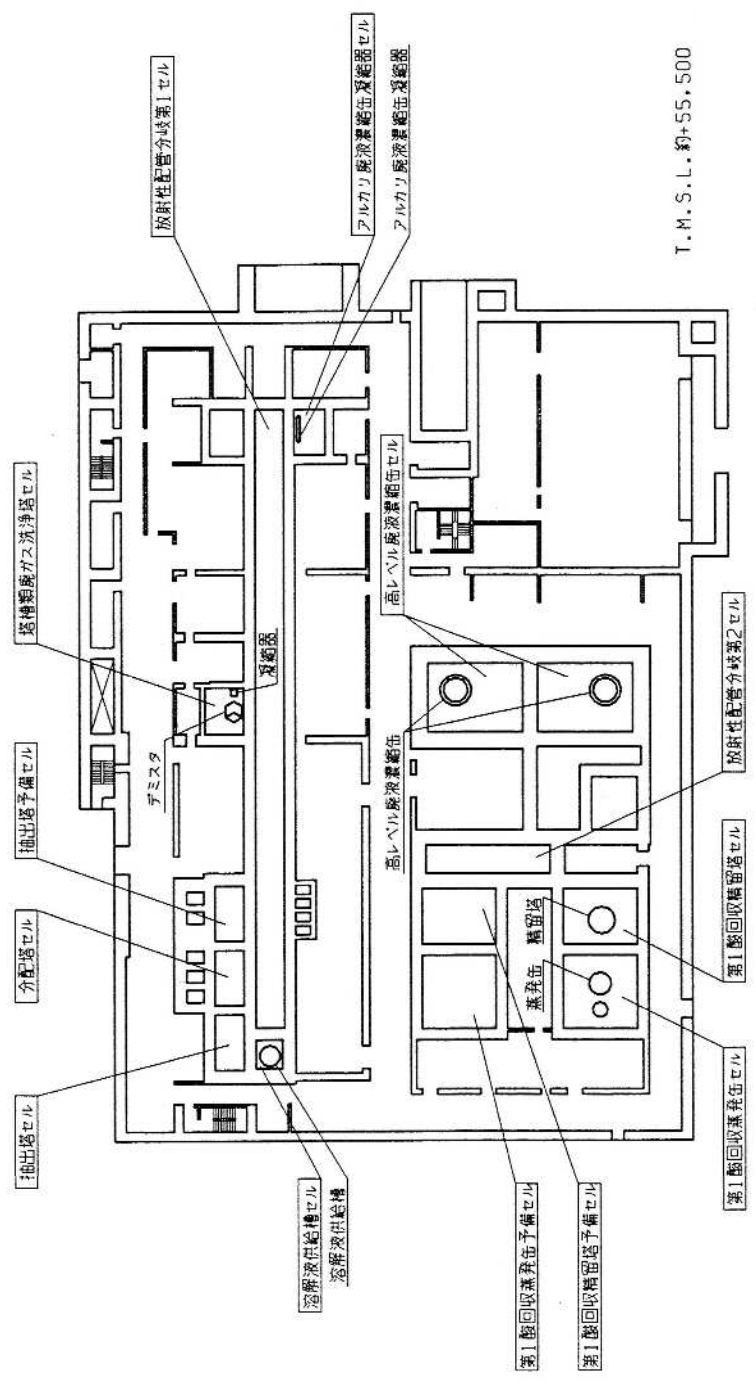 抽出塔セル
分配塔セル
抽出塔予備セル
デミスタ
塔槽類廃ガス洗浄塔セル
凝縮器
放射性配管分岐第1セル
アルカリ廃液濃縮缶凝縮器セル
アルカリ廃液濃縮缶凝縮器
溶解液供給槽セル
溶解液供給槽
高レベル廃液濃縮缶
高レベル廃液濃縮缶セル
蒸発缶
精留塔
第1酸回収蒸発缶予備セル
第1酸回収精留塔予備セル
第1酸回収蒸発缶セル
第1酸回収精留塔セル
放射性配管分岐第2セル
T.M.S.L.約+55.500